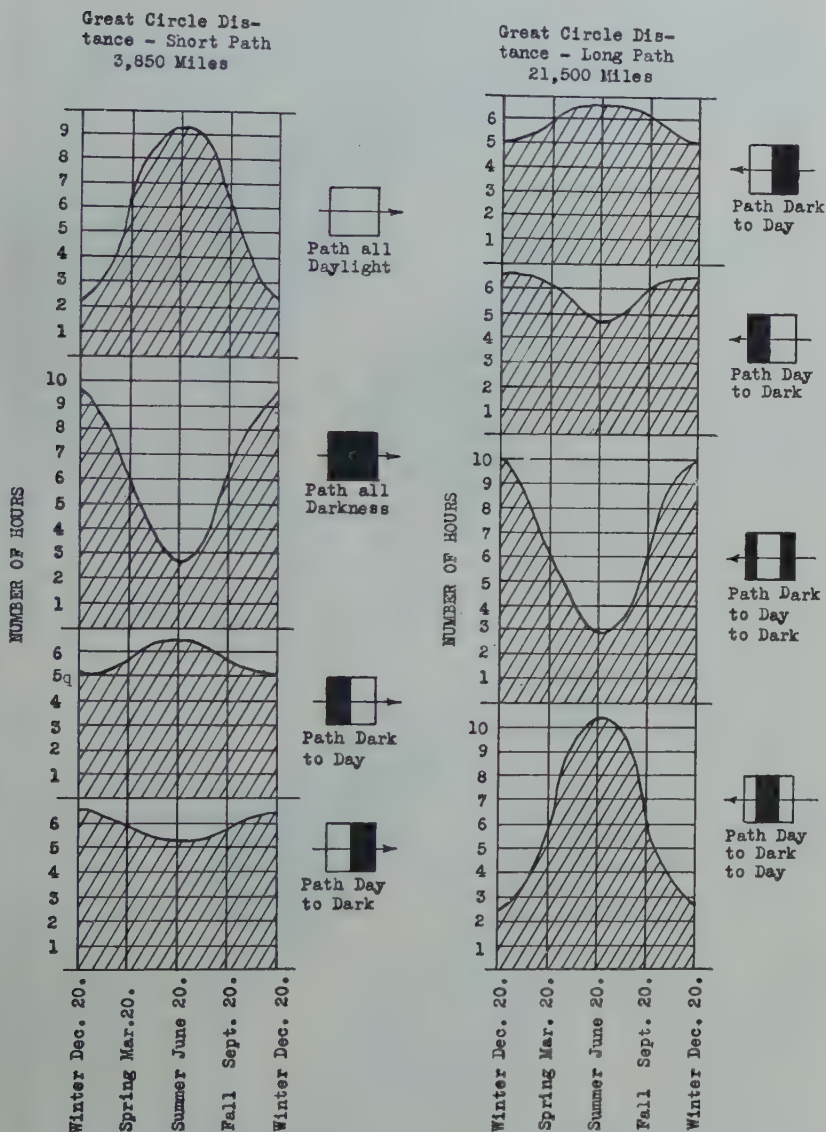 Great Circle Dis-
tance - Short Path
3,850 Miles
9
8
7
6
5
4
3
2
1
Path all
Daylight
10
9
8
7
6
5
4
3
2
1
Path all
Darkness
NUMBER OF HOURS
6
5q
4
3
2
1
Path Dark
to Day
6
5
4
3
2
1
Path Day
to Dark
Winter Dec. 20.
Spring Mar.20.
Summer June 20.
Fall Sept. 20.
Winter Dec. 20.
Great Circle Dis-
tance - Long Path
21,500 Miles
6
5
4
3
2
1
Path Dark
to Day
6
5
4
3
2
1
Path Day
to Dark
10
9
8
7
6
5
4
3
2
1
Path Dark
to Day
to Dark
NUMBER OF HOURS
10
9
8
7
6
5
4
3
2
1
Path Day
to Dark
to Day
Winter Dec. 20.
Spring Mar. 20.
Summer June 20.
Fall Sept. 20.
Winter Dec. 20.